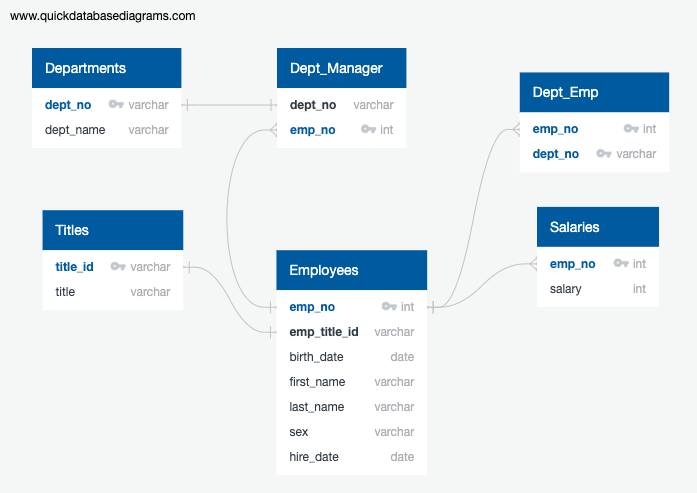 www.quickdatabasediagrams.com
Departments
dept_no varchar
dept_name varchar
Dept_Manager
dept_no varchar
emp_no int
Dept_Emp
emp_no int
dept_no varchar
Titles
title_id varchar
title varchar
Employees
emp_no int
emp_title_id varchar
birth_date date
first_name varchar
last_name varchar
sex varchar
hire_date date
Salaries
emp_no int
salary int